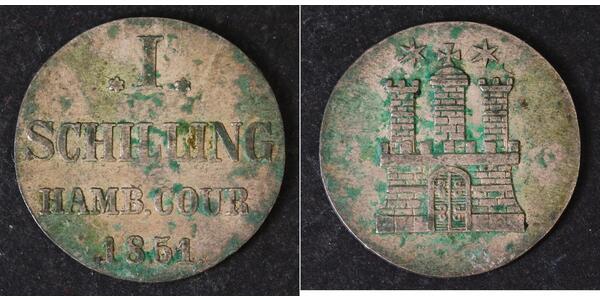 * .I. *
SCHILLING
HAMB. COUR
.1851.